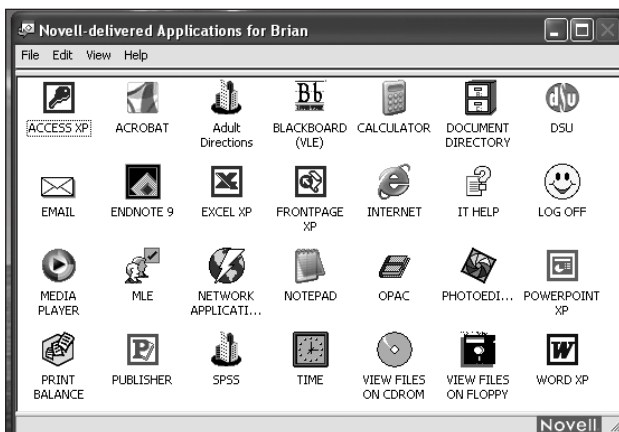 Novell-delivered Applications for Brian
File Edit View Help
Bb
dsu
ACCESS XP ACROBAT Adult BLACKBOARD CALCULATOR DOCUMENT DSU
Directions (VLE) DIRECTORY
EMAIL ENDNOTE 9 EXCEL XP FRONTPAGE INTERNET IT HELP LOG OFF
XP
MEDIA MLE NETWORK NOTEPAD OPAC PHOTOEDI... POWERPOINT
PLAYER APPLICATI... XP
PRINT PUBLISHER SPSS TIME VIEW FILES VIEW FILES WORD XP
BALANCE ON CDROM ON FLOPPY
Novell